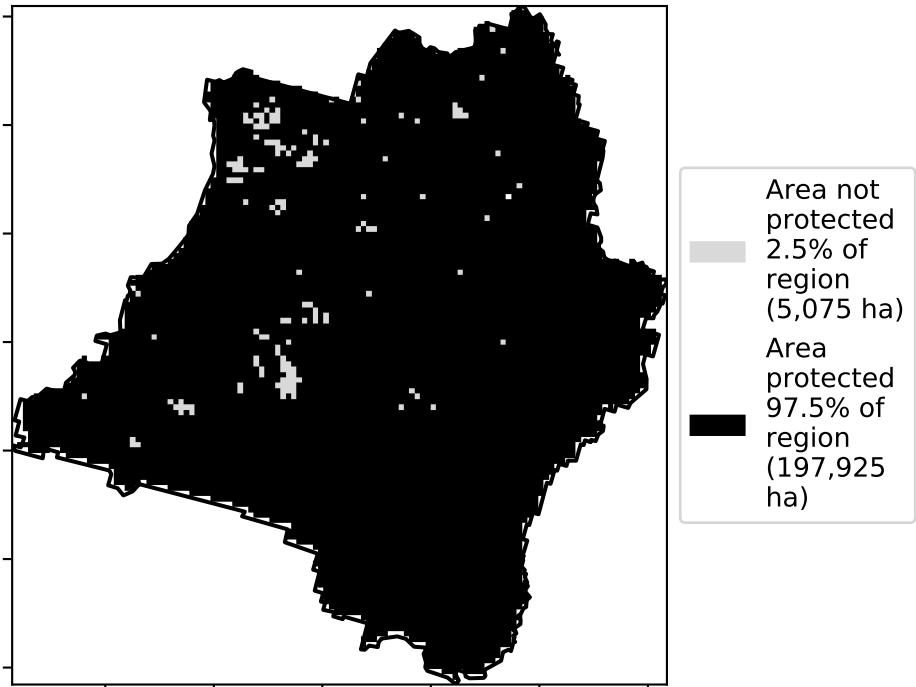 Area not
protected
2.5% of
region
(5,075 ha)
Area
protected
97.5% of
region
(197,925
ha)